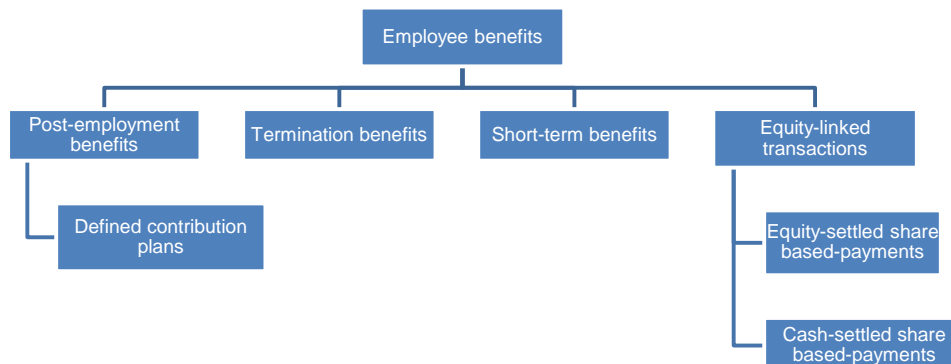 Employee benefits
Post-employment
benefits
Termination benefits
Short-term benefits
Equity-linked
transactions
Defined contribution
plans
Equity-settled share
based-payments
Cash-settled share
based-payments